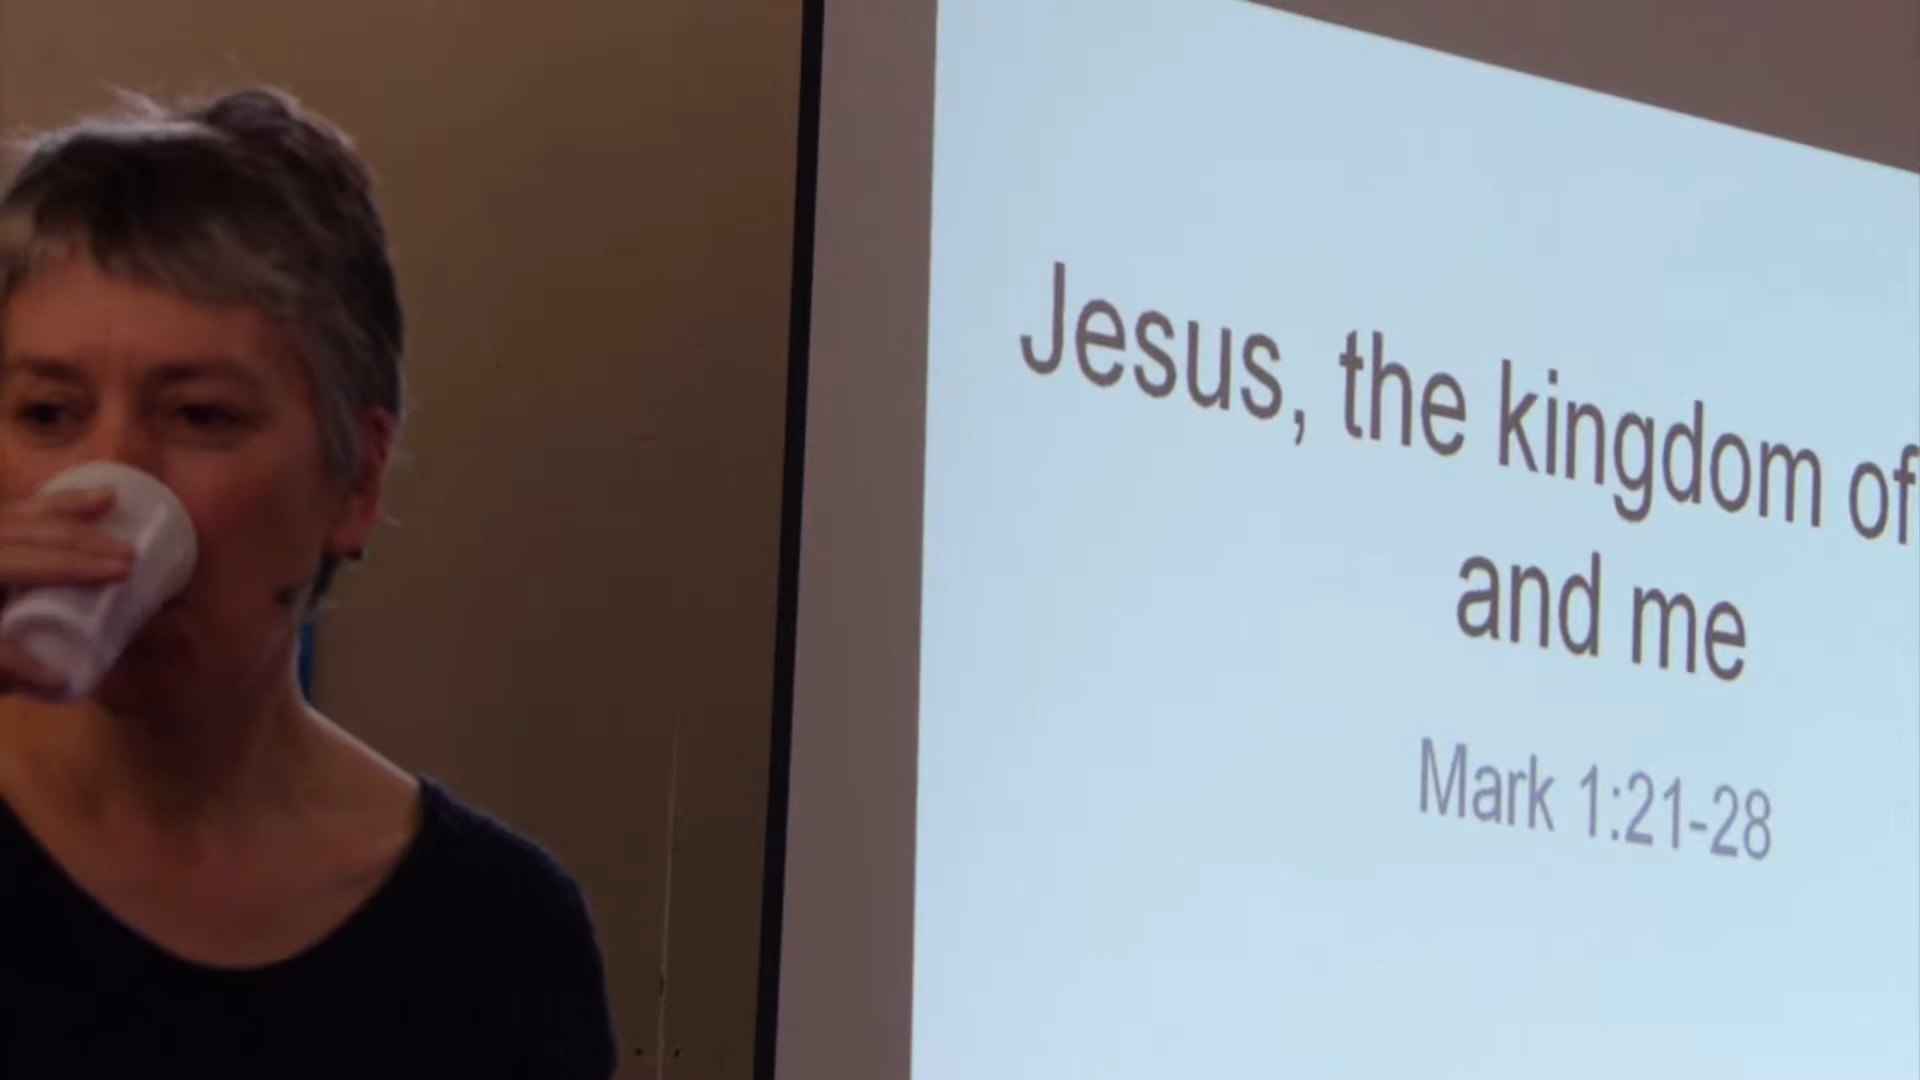 Jesus, the kingdom of
and me
Mark 1:21-28